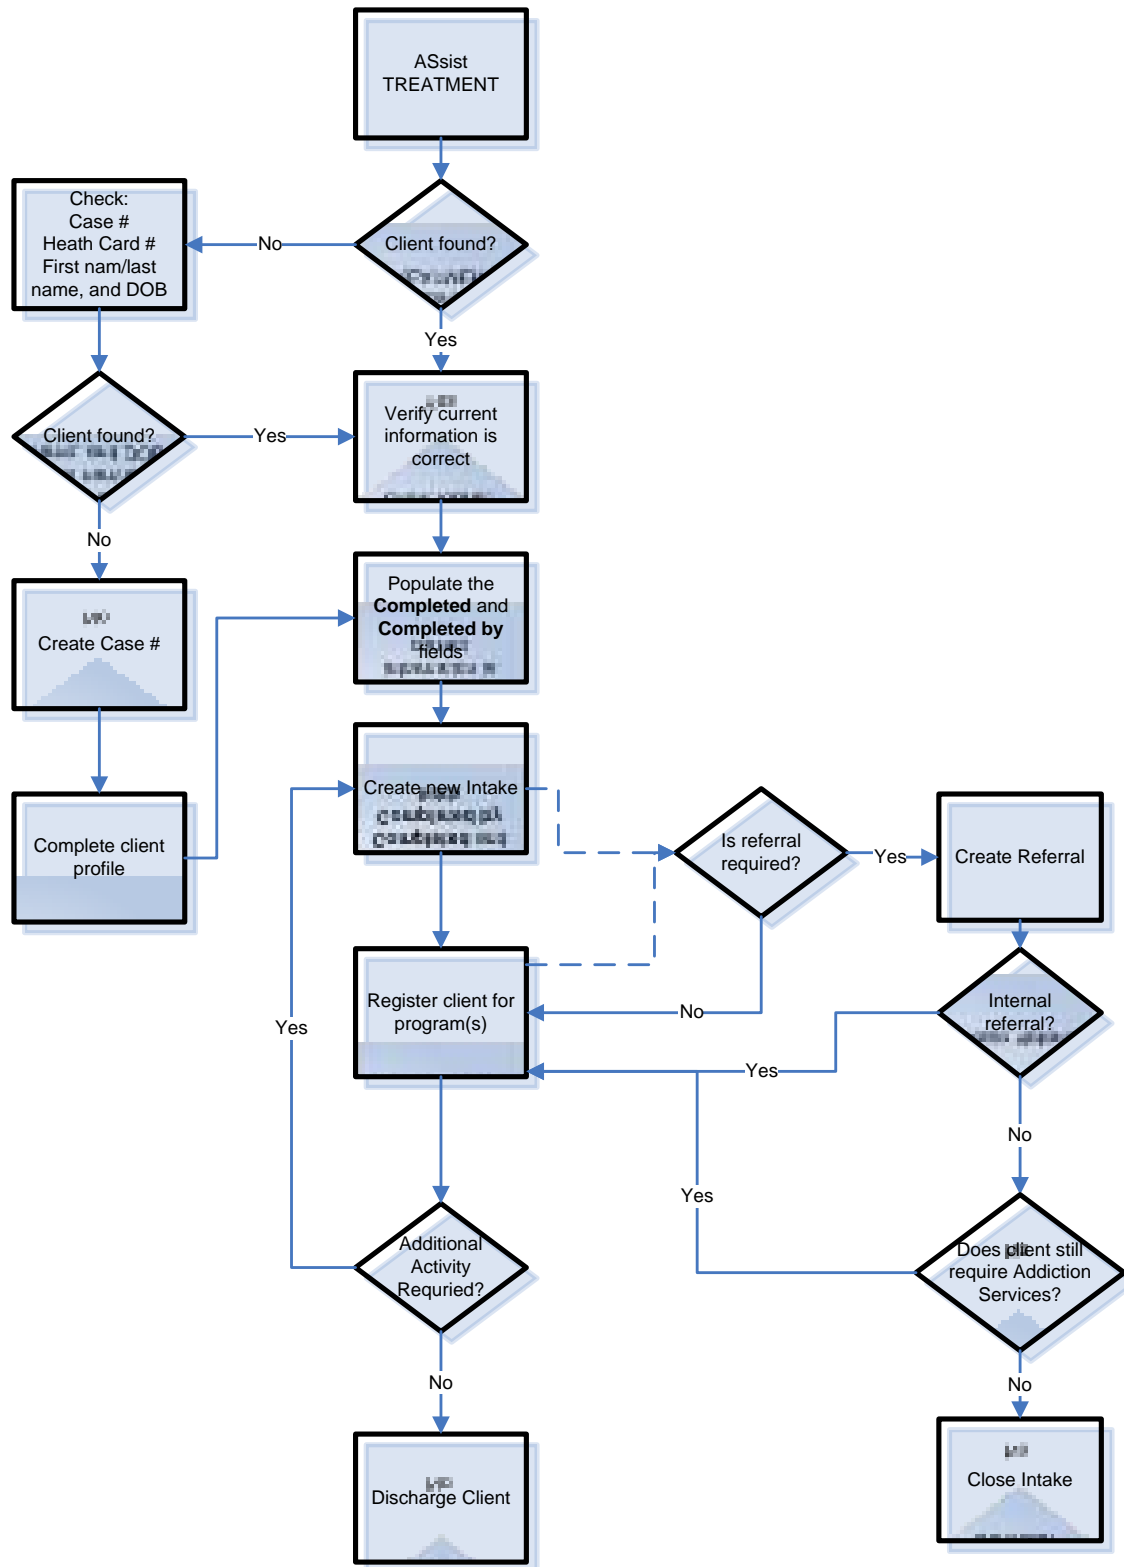 ASsist
TREATMENT
Client found?
No
Check:
Case #
Heath Card #
First nam/last
name, and DOB
Yes
Client found?
Yes
Verify current
information is
correct
No
Create Case #
Populate the
Completed and
Completed by
fields
Complete client
profile
Create new Intake
Is referral
required?
Yes
Create Referral
No
Register client for
program(s)
Internal
referral?
Yes
Yes
No
Yes
Additional
Activity
Requried?
Does client still
require Addiction
Services?
No
No
Discharge Client
Close Intake